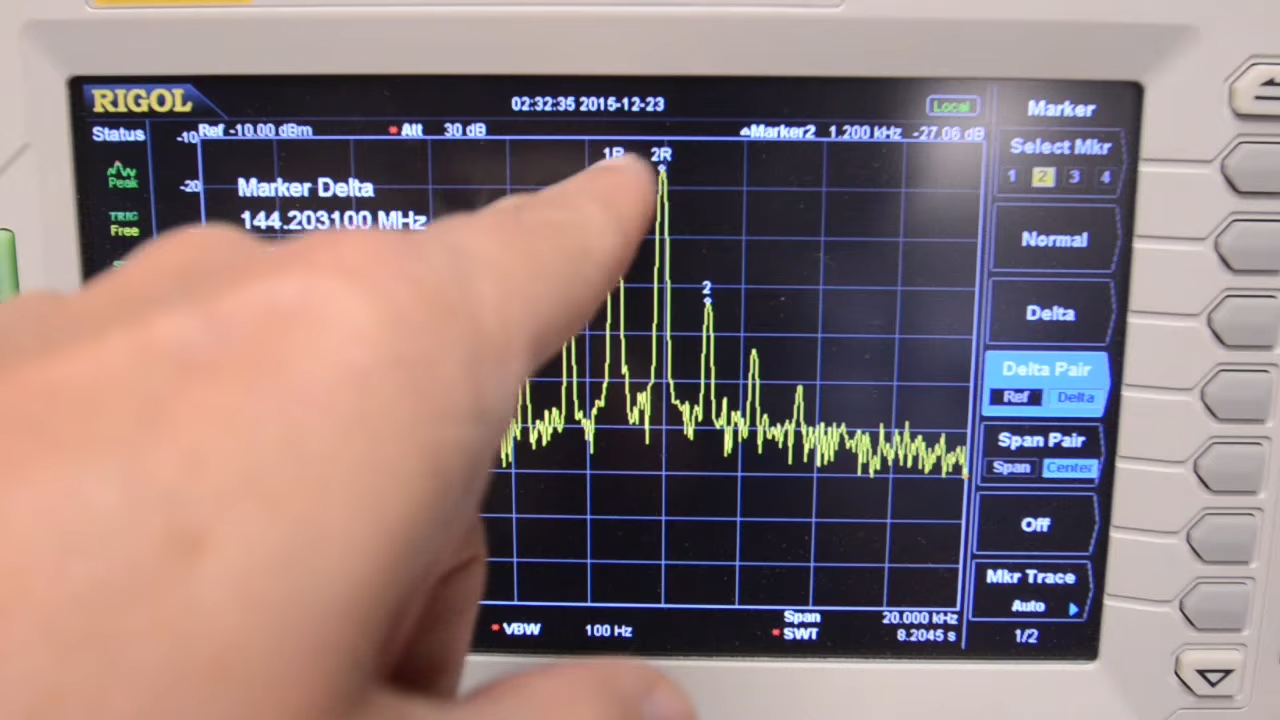 RIGOL
02:32:35 2015-12-23
Local
Marker
Status
-10
Ref -10.00 dBm
Att 30 dB
▵Marker2 1.200 kHz -27.06 dB
Select Mkr
1 2 3 4
Peak
-20
Marker Delta
144.203100 MHz
1R 2R
2
TRIG
Free
Normal
Delta
Delta Pair
Ref Delta
Span Pair
Span Center
Off
Mkr Trace
Auto
1/2
Span 20.000 kHz
VBW 100 Hz
SWT 8.2045 s